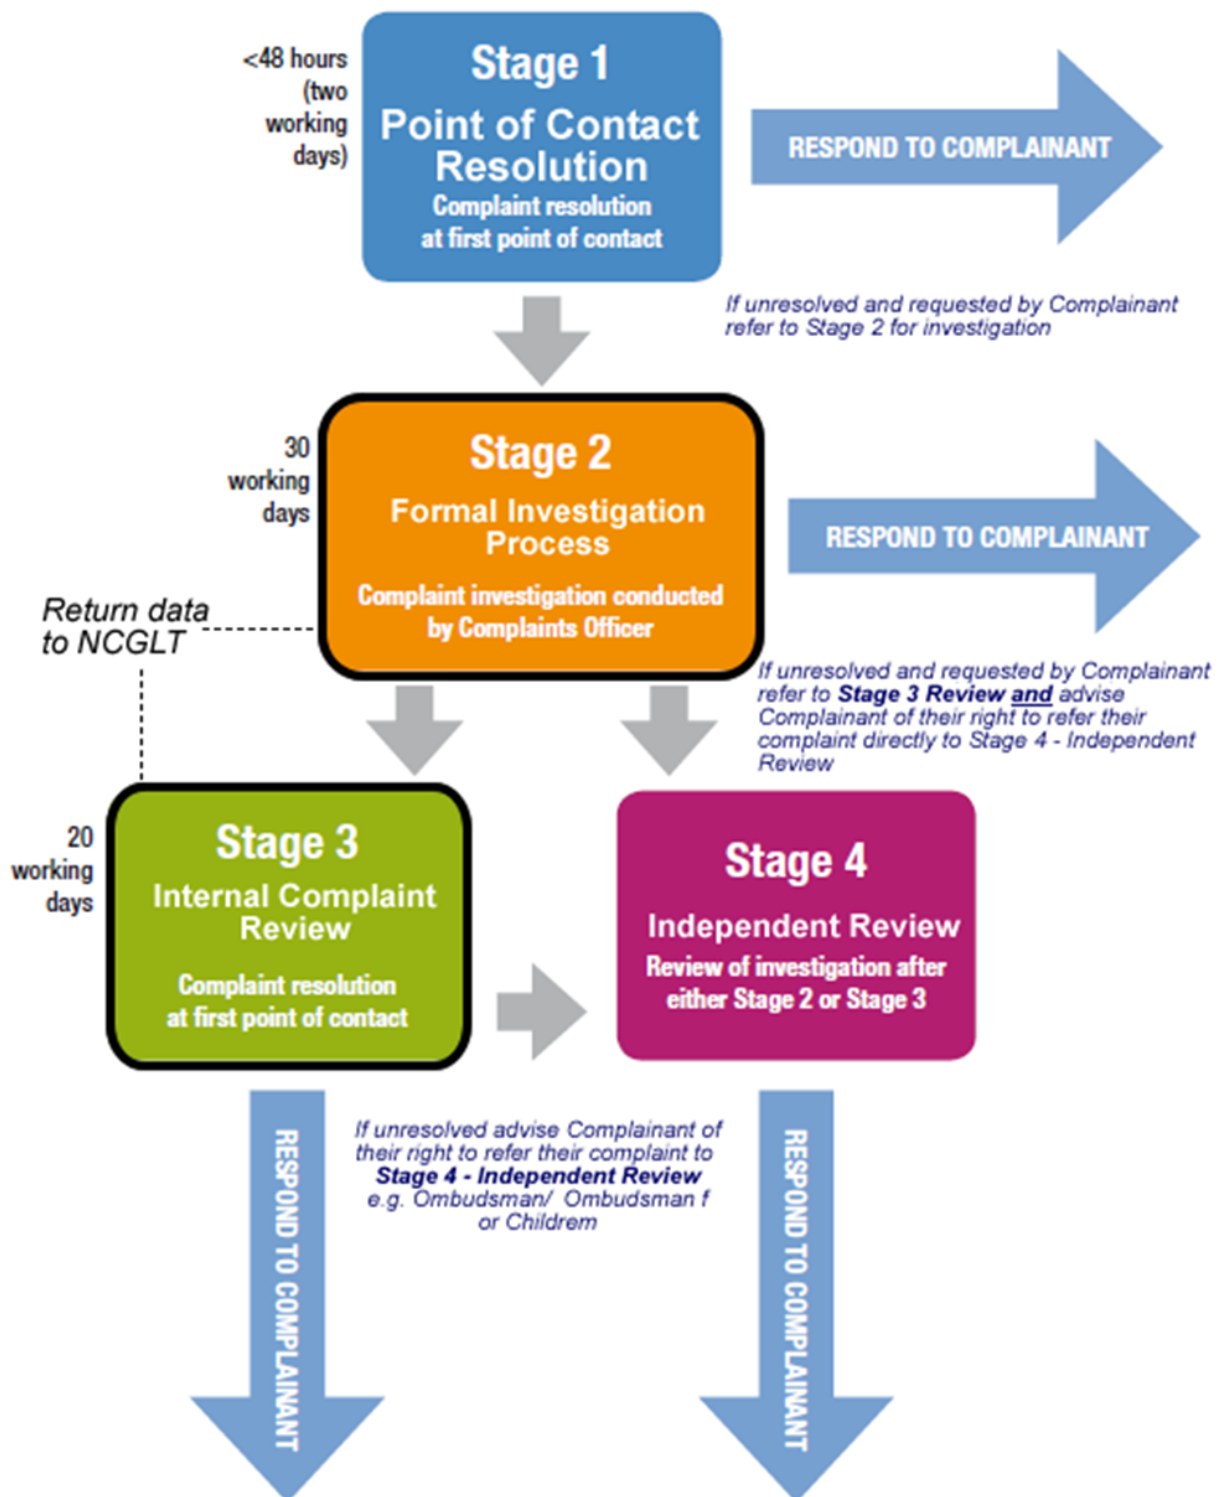 <48 hours
(two
working
days)
Stage 1
Point of Contact
Resolution
Complaint resolution
at first point of contact
RESPOND TO COMPLAINANT
If unresolved and requested by Complainant
refer to Stage 2 for investigation
30
working
days
Stage 2
Formal Investigation
Process
Complaint investigation conducted
by Complaints Officer
RESPOND TO COMPLAINANT
Return data
to NCGLT
If unresolved and requested by Complainant
refer to Stage 3 Review and advise
Complainant of their right to refer their
complaint directly to Stage 4 - Independent
Review
20
working
days
Stage 3
Internal Complaint
Review
Complaint resolution
at first point of contact
Stage 4
Independent Review
Review of investigation after
either Stage 2 or Stage 3
RESPOND TO COMPLAINANT
If unresolved advise Complainant of
their right to refer their complaint to
Stage 4 - Independent Review
e.g. Ombudsman/ Ombudsman f
or Childrem
RESPOND TO COMPLAINANT